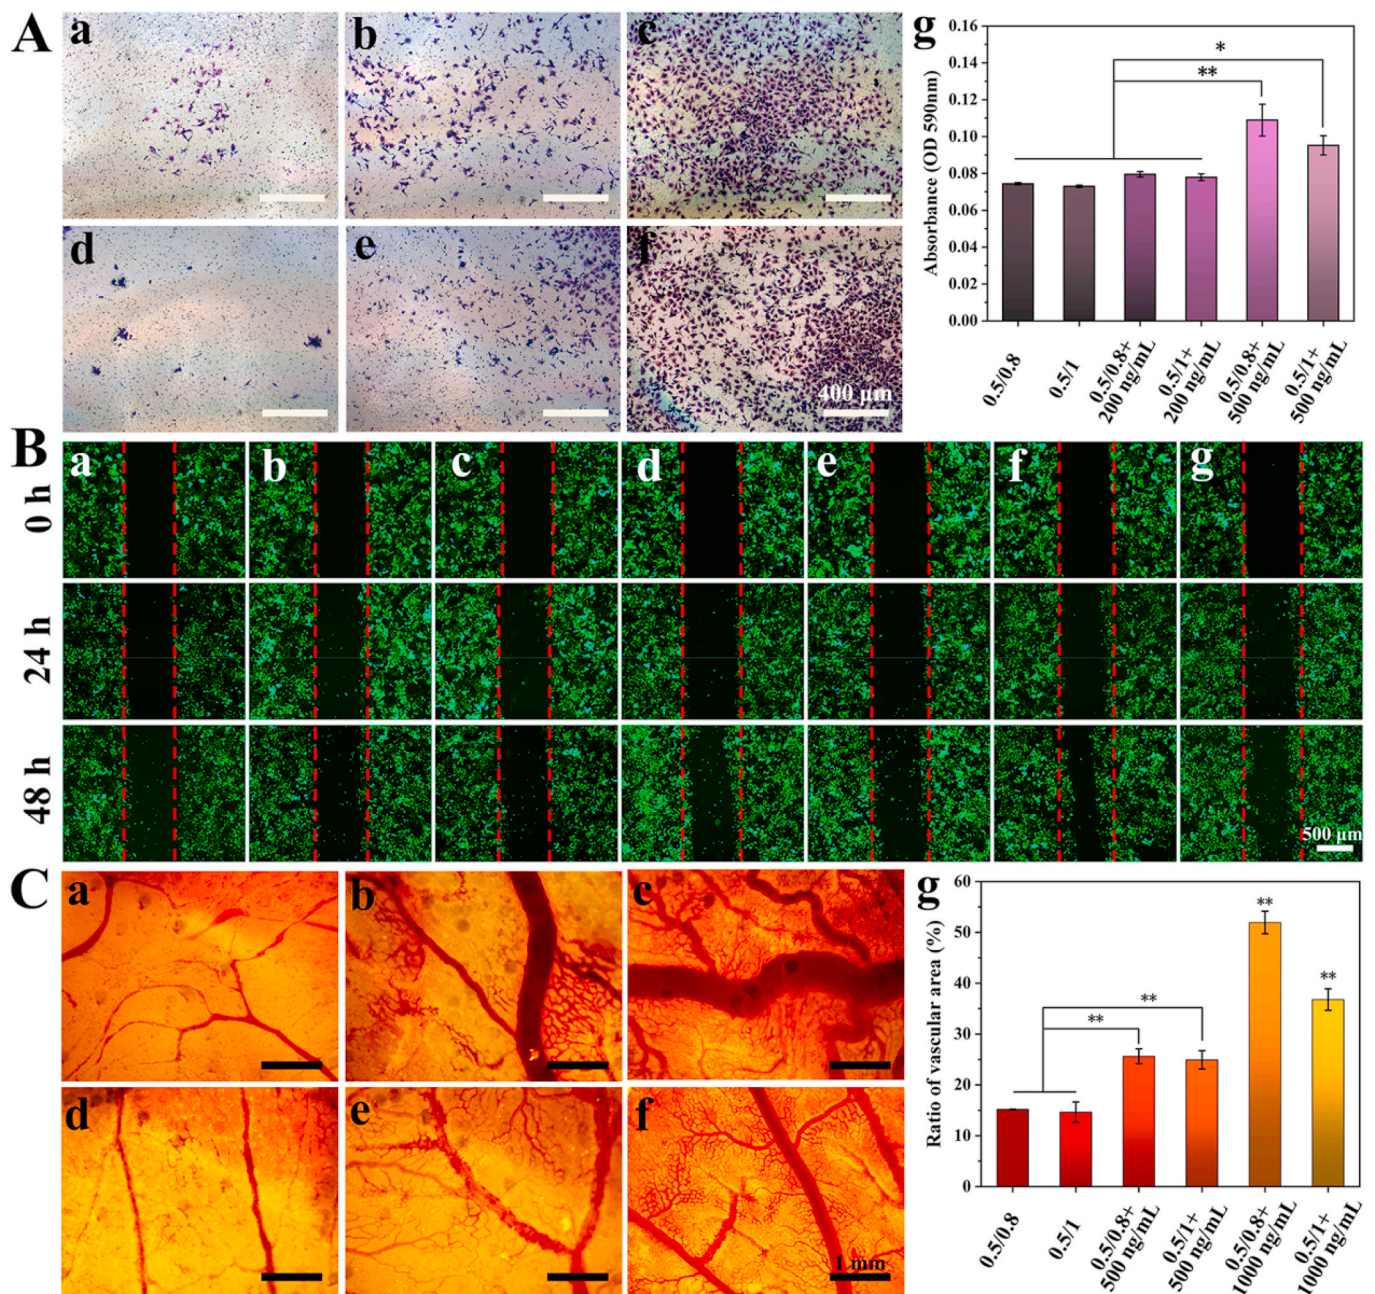 A
a
b
c
d
e
f
400 μm
g
Absorbance (OD 590nm)
0.16
0.14
0.12
0.10
0.08
0.06
0.04
0.02
0.00
*
**
0.5/0.8
0.5/1
0.5/0.8+
200 ng/mL
0.5/1+
200 ng/mL
0.5/0.8+
500 ng/mL
0.5/1+
500 ng/mL
B
a
b
c
d
e
f
g
0 h
24 h
48 h
500 μm
C
a
b
c
d
e
f
1 mm
g
Ratio of vascular area (%)
60
50
40
30
20
10
0
**
**
**
**
0.5/0.8
0.5/1
0.5/0.8+
500 ng/mL
0.5/1+
500 ng/mL
0.5/0.8+
1000 ng/mL
0.5/1+
1000 ng/mL